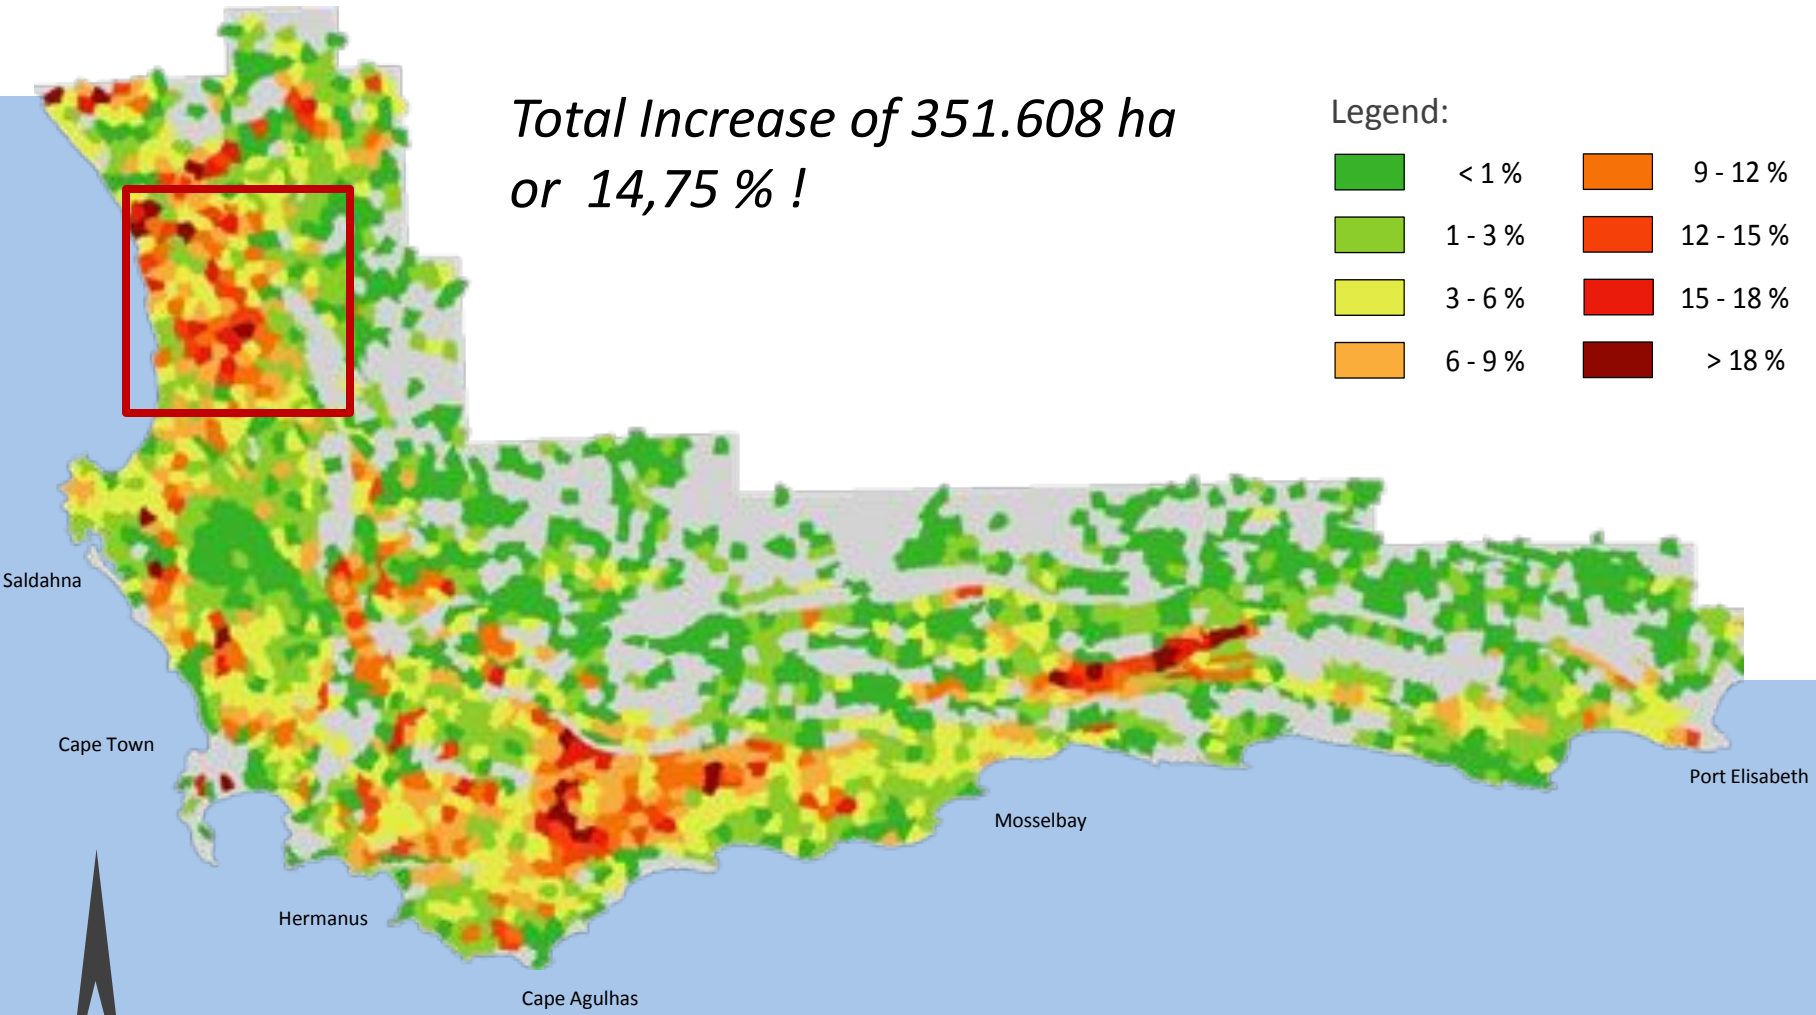 Total Increase of 351.608 ha
or 14,75 % !
Legend:
< 1 %
9 - 12 %
1 - 3 %
12 - 15 %
3 - 6 %
15 - 18 %
6 - 9 %
> 18 %
Saldahna
Cape Town
Port Elisabeth
Mosselbay
Hermanus
Cape Agulhas